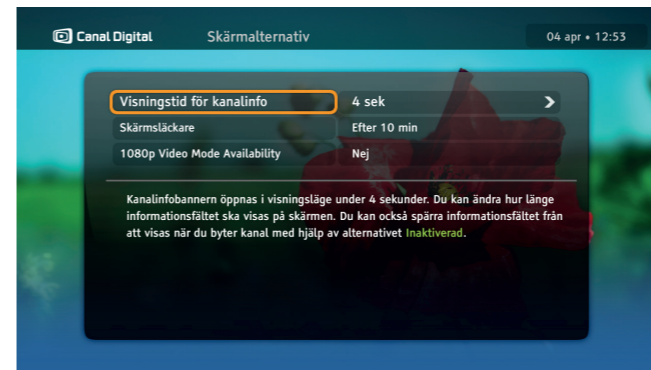 Canal Digital Skärmalternativ 04 apr • 12:53
Visningstid för kanalinfo 4 sek
Skärmsläckare Efter 10 min
1080p Video Mode Availability Nej
Kanalinfobannern öppnas i visningsläge under 4 sekunder. Du kan ändra hur länge
informationsfältet ska visas på skärmen. Du kan också spärra informationsfältet från
att visas när du byter kanal med hjälp av alternativet Inaktiverad.